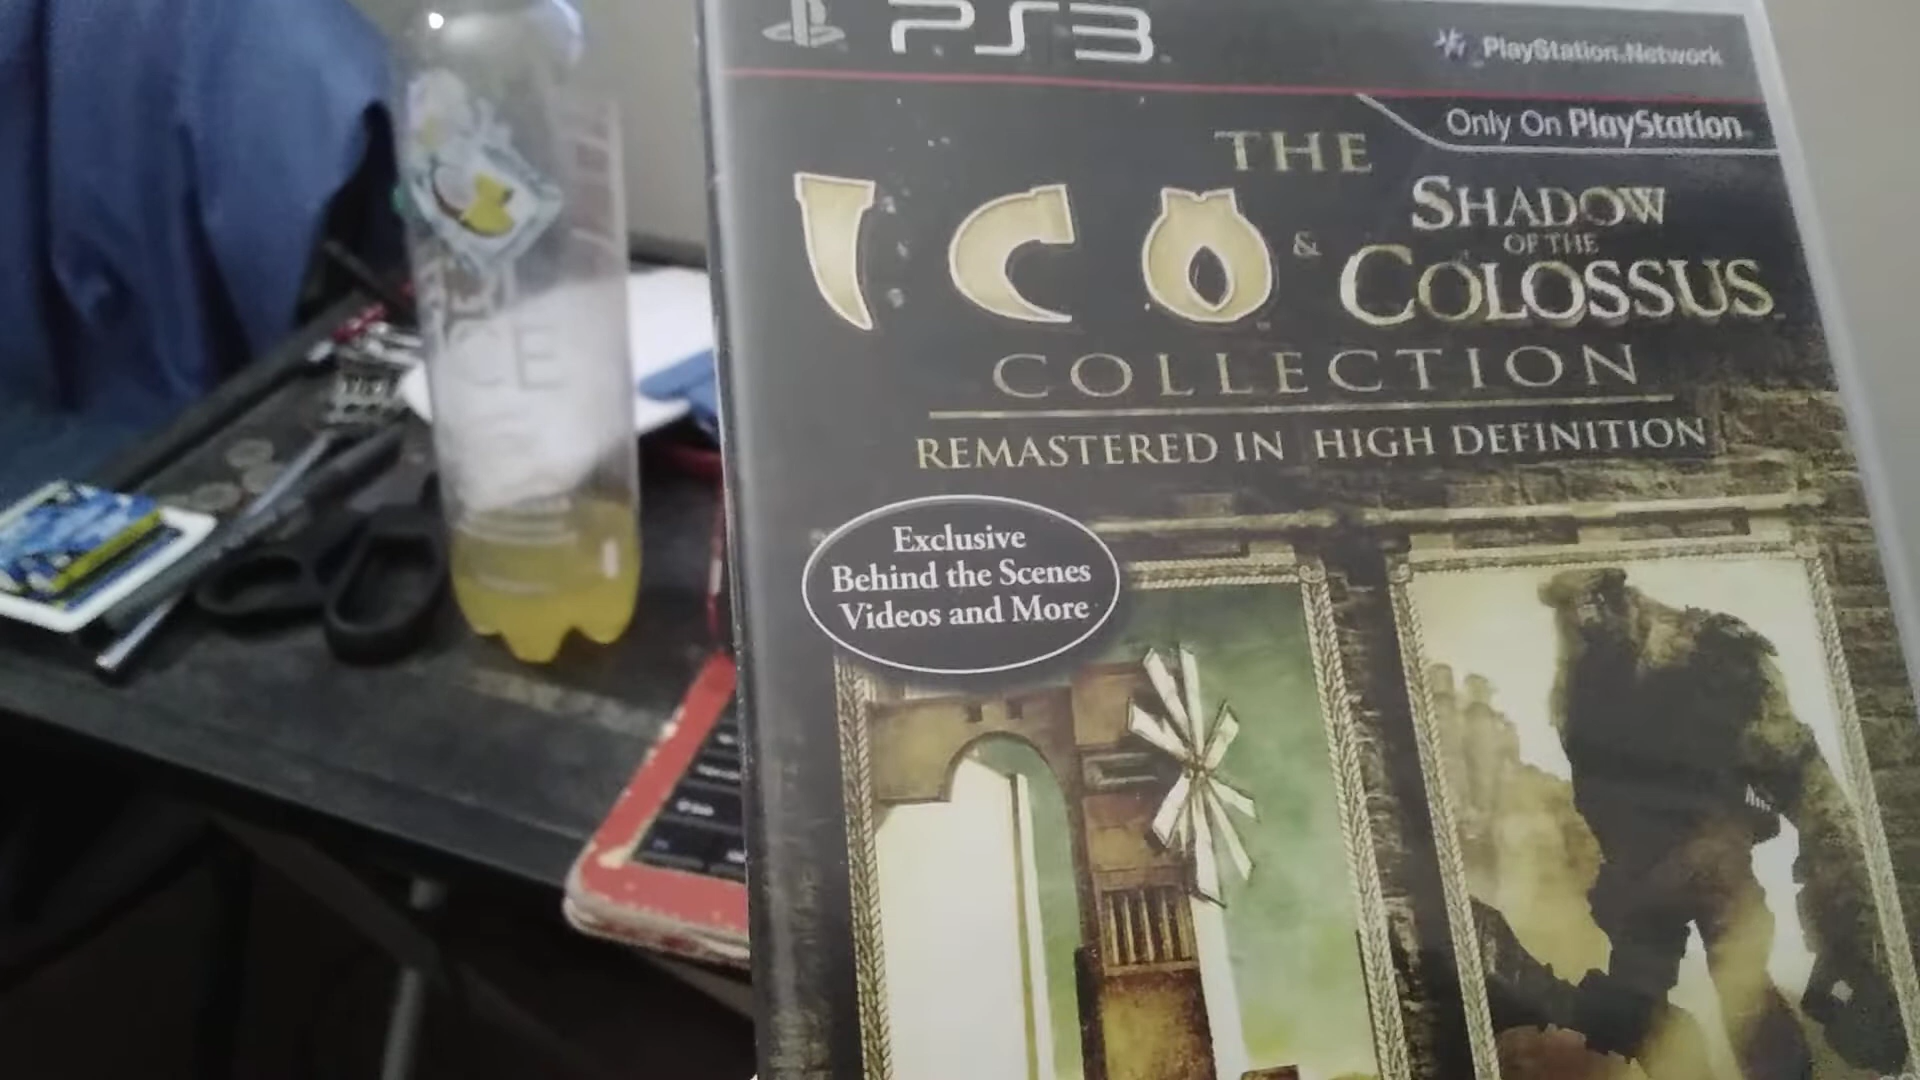 PS3
PlayStation Network
Only On PlayStation
THE
ICO & SHADOW OF THE COLOSSUS
COLLECTION
REMASTERED IN HIGH DEFINITION
Exclusive
Behind the Scenes
Videos and More
ICE